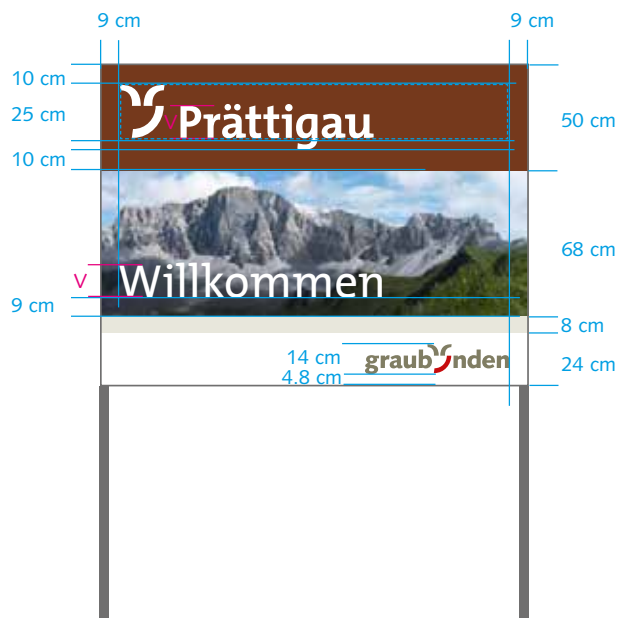 9 cm 9 cm
10 cm
25 cm
V Prättigau
50 cm
10 cm
68 cm
V Willkommen
9 cm
8 cm
14 cm
graubünden
24 cm
4.8 cm